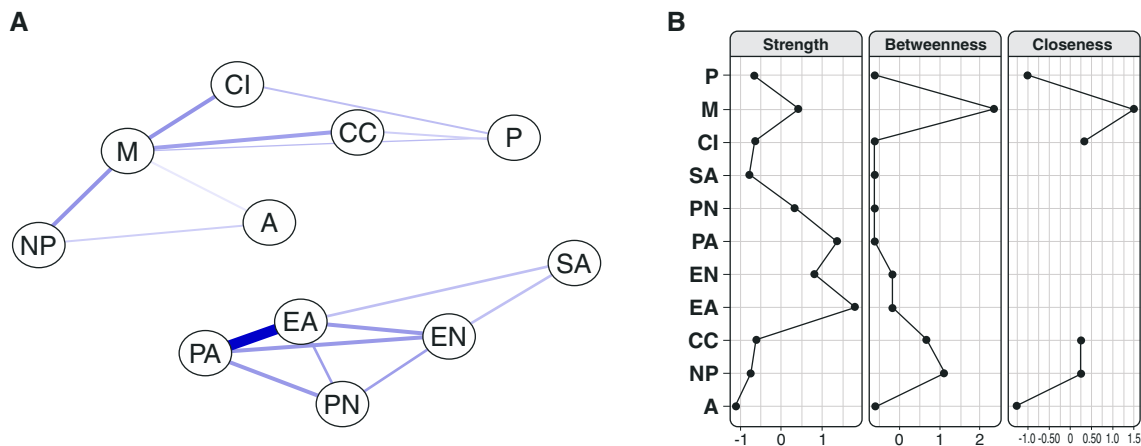 A
CI
CC
P
M
A
NP
SA
EA
EN
PA
PN
B
Strength Betweenness Closeness
P
M
CI
SA
PN
PA
EN
EA
CC
NP
A
-1 0 1 0 1 2 -1.0 -0.50 0 0.50 1.0 1.5